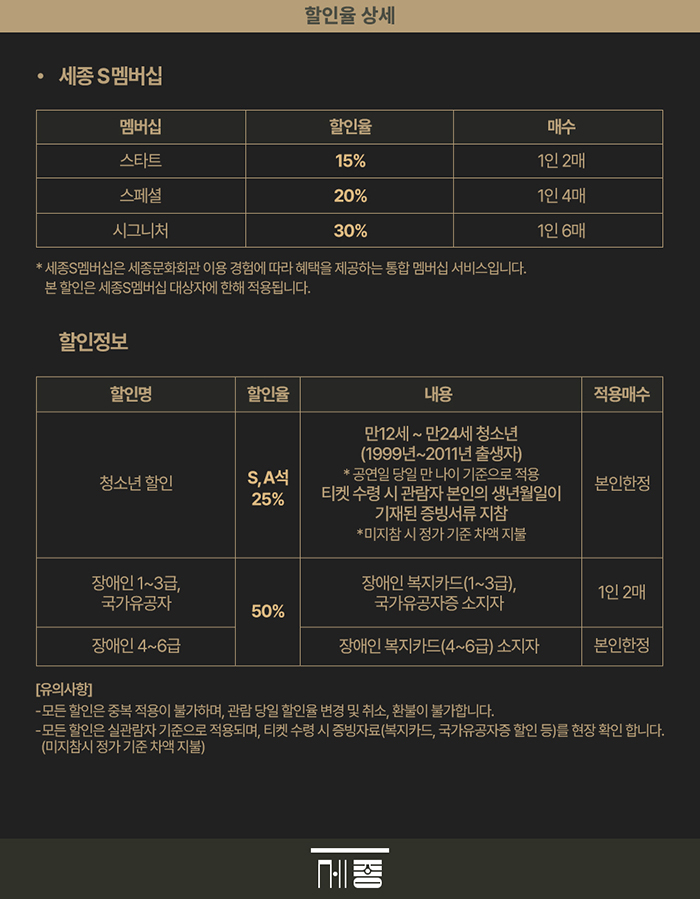 할인율 상세
• 세종 S 멤버십
멤버십 할인율 매수
스타트 15% 1인 2매
스페셜 20% 1인 4매
시그니처 30% 1인 6매
* 세종S멤버십은 세종문화회관 이용 경험에 따라 혜택을 제공하는 통합 멤버십 서비스입니다.
본 할인은 세종S멤버십 대상자에 한해 적용됩니다.
할인정보
할인명 할인율 내용 적용매수
청소년 할인
S, A석
25%
만12세 ~ 만24세 청소년
(1999년~2011년 출생자)
* 공연일 당일 만 나이 기준으로 적용
티켓 수령 시 관람자 본인의 생년월일이
기재된 증빙서류 지참
*미지참 시 정가 기준 차액 지불
본인한정
장애인 1~3급,
국가유공자
50%
장애인 복지카드(1~3급),
국가유공자증 소지자
1인 2매
장애인 4~6급 장애인 복지카드(4~6급) 소지자 본인한정
[유의사항]
-모든 할인은 중복 적용이 불가하며, 관람 당일 할인율 변경 및 취소, 환불이 불가합니다.
-모든 할인은 실관람자 기준으로 적용되며, 티켓 수령 시 증빙자료(복지카드, 국가유공자증 할인 등)를 현장 확인 합니다.
(미지참시 정가 기준 차액 지불)
세종